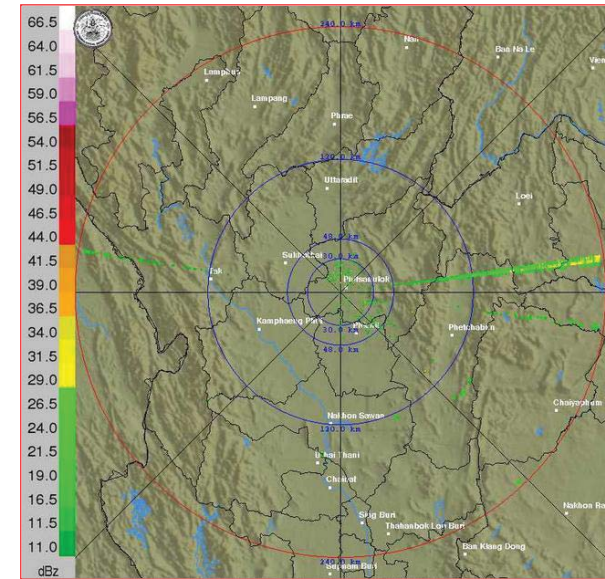 66.5
64.0
61.5
59.0
56.5
54.0
51.5
49.0
46.5
44.0
41.5
39.0
36.5
34.0
31.5
29.0
26.5
24.0
21.5
19.0
16.5
11.5
11.0
dBz
240.0 km
Nan
Ban Na Le
Vien
Lamphun
Lampang
Phrae
120.0 km
Uttaradit
Loei
48.0 km
Sukhothai
30.0 km
Tak
Phitsanulok
Kamphaeng Phet
30.0 km
Phetchabun
48.0 km
Chaiyaphum
Nakhon Sawan
120.0 km
Uthai Thani
Chainat
Nakhon Ra
Sing Buri
Thahanbok Lop Buri
Ban Klang Dong
240.0 km
Suphan Buri